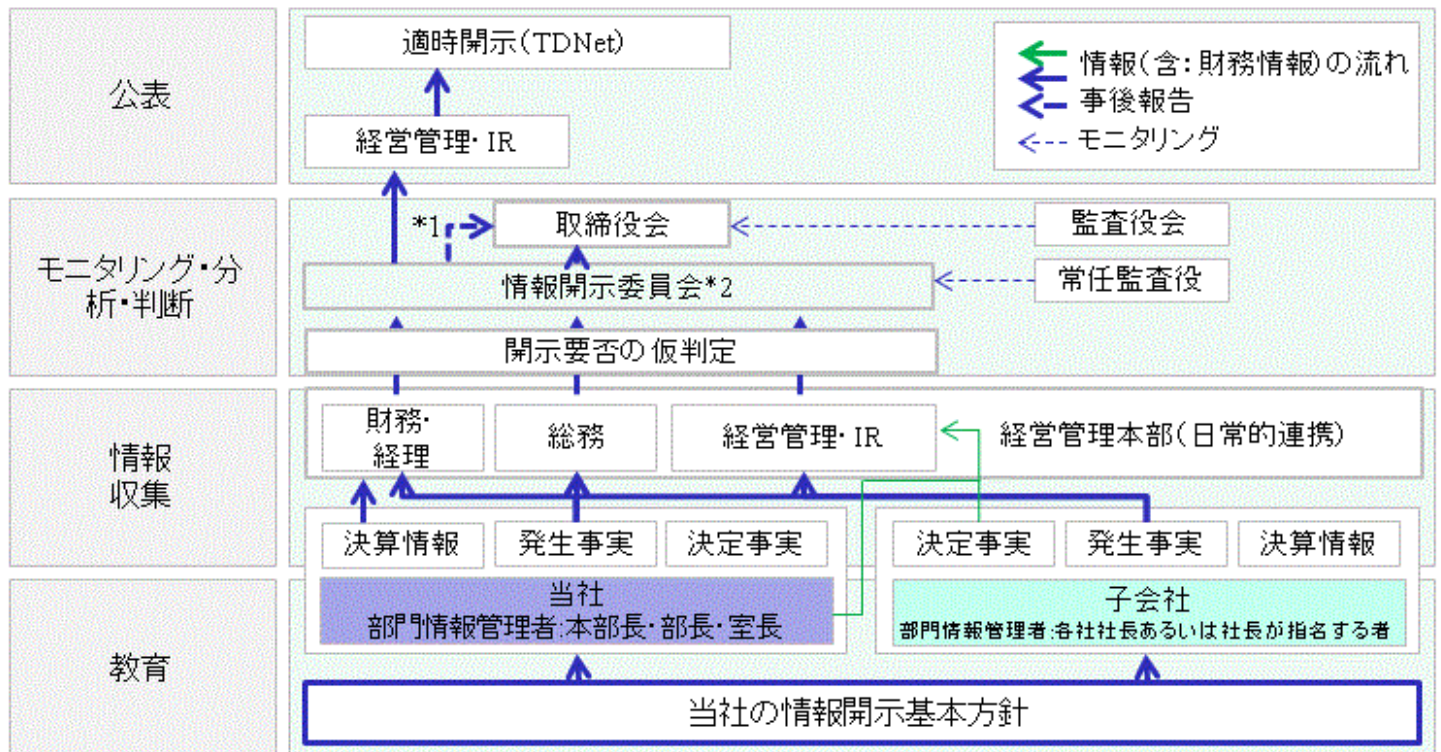 公表
適時開示(TDNet)
経営管理・IR
情報(含:財務情報)の流れ
事後報告
モニタリング
モニタリング・分
析・判断
*1
取締役会
監査役会
情報開示委員会*2
常任監査役
開示要否の仮判定
情報
収集
財務・
経理
総務
経営管理・IR
経営管理本部(日常的連携)
決算情報
発生事実
決定事実
決定事実
発生事実
決算情報
教育
当社
部門情報管理者:本部長・部長・室長
子会社
部門情報管理者:各社社長あるいは社長が指名する者
当社の情報開示基本方針